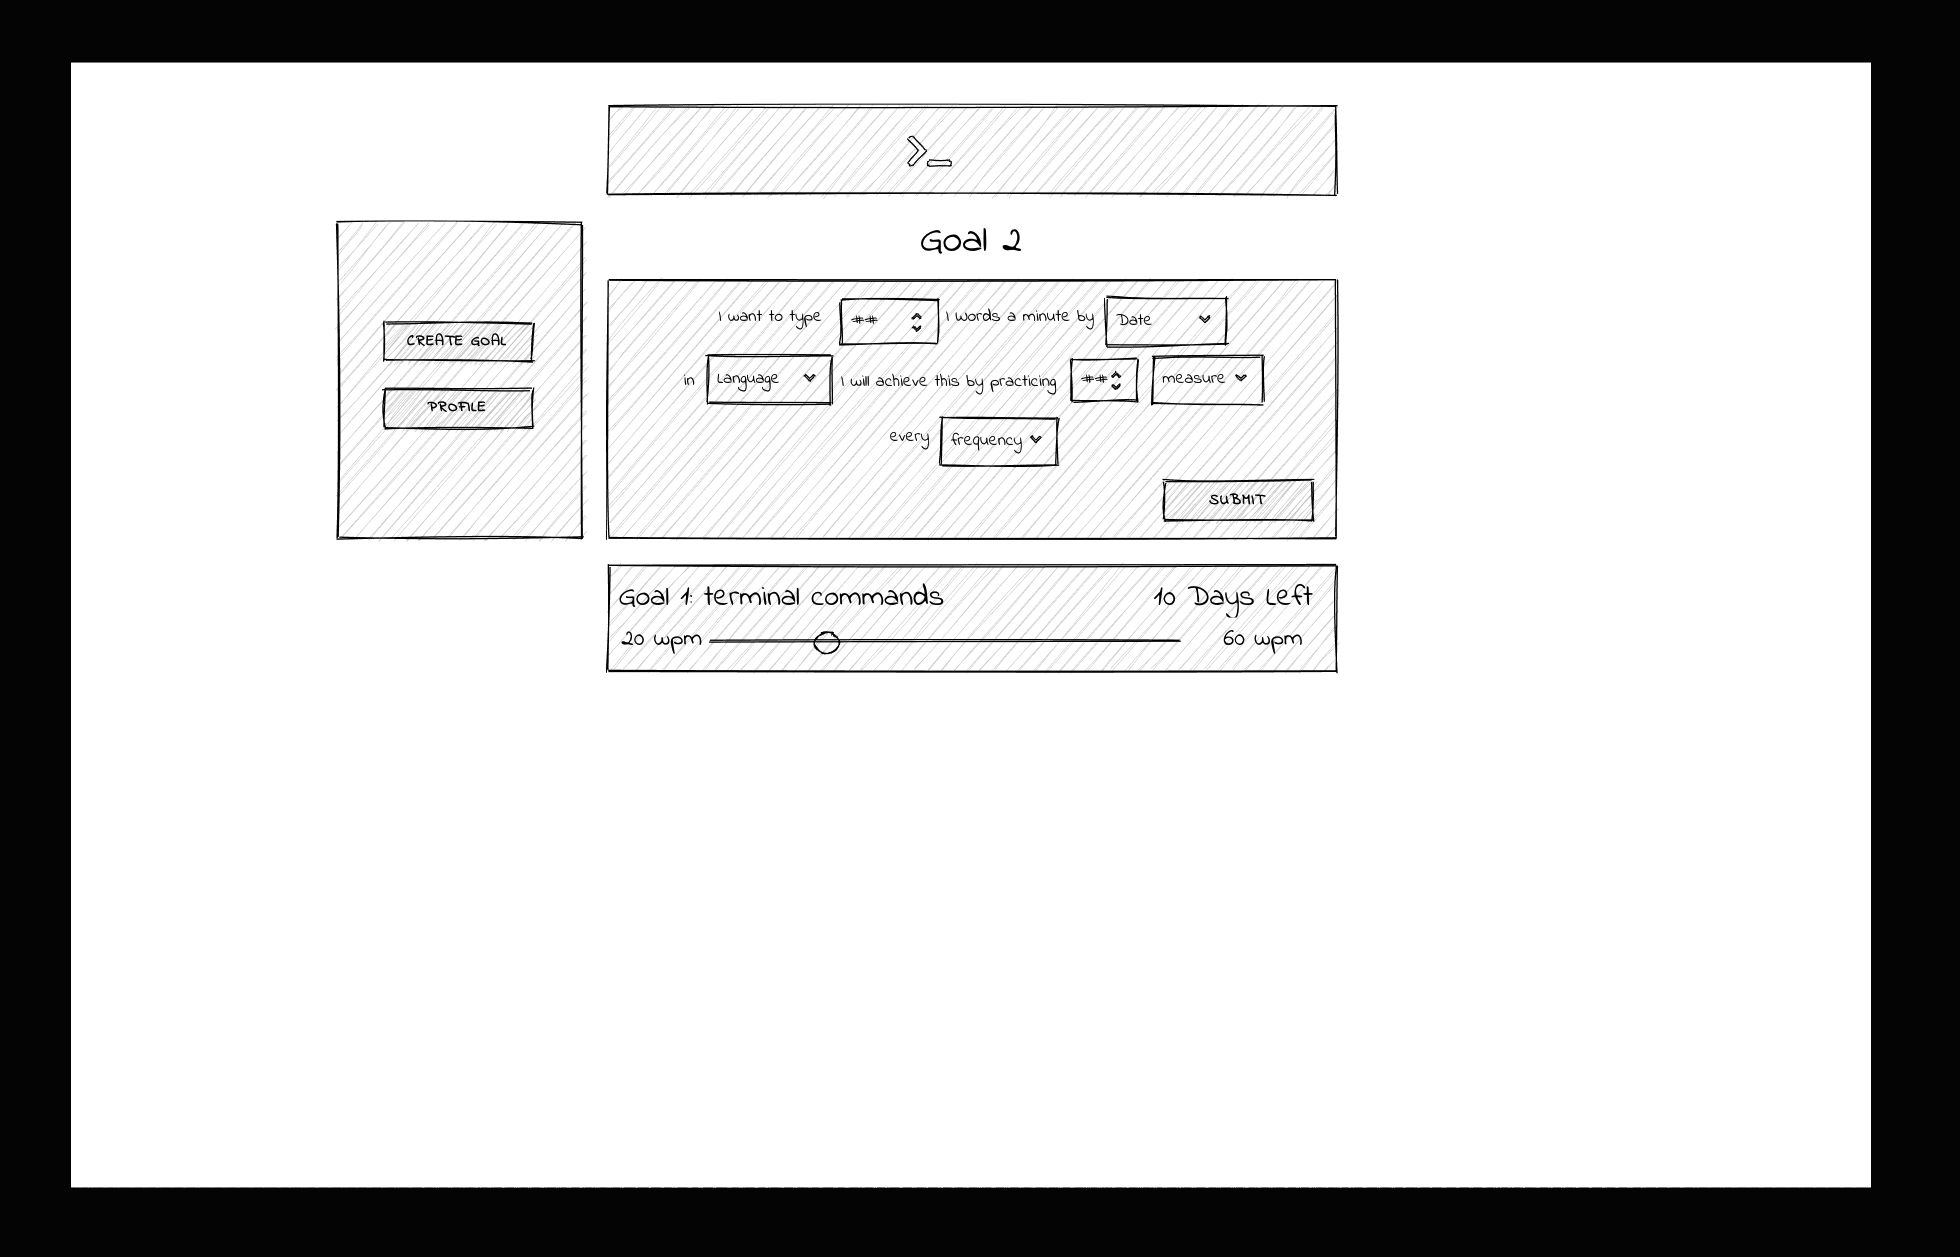 >_
Goal 2
CREATE GOAL
PROFILE
I want to type ## I words a minute by Date
in Language I will achieve this by practicing ## measure
every frequency
SUBMIT
Goal 1: terminal commands 10 Days Left
20 wpm 60 wpm